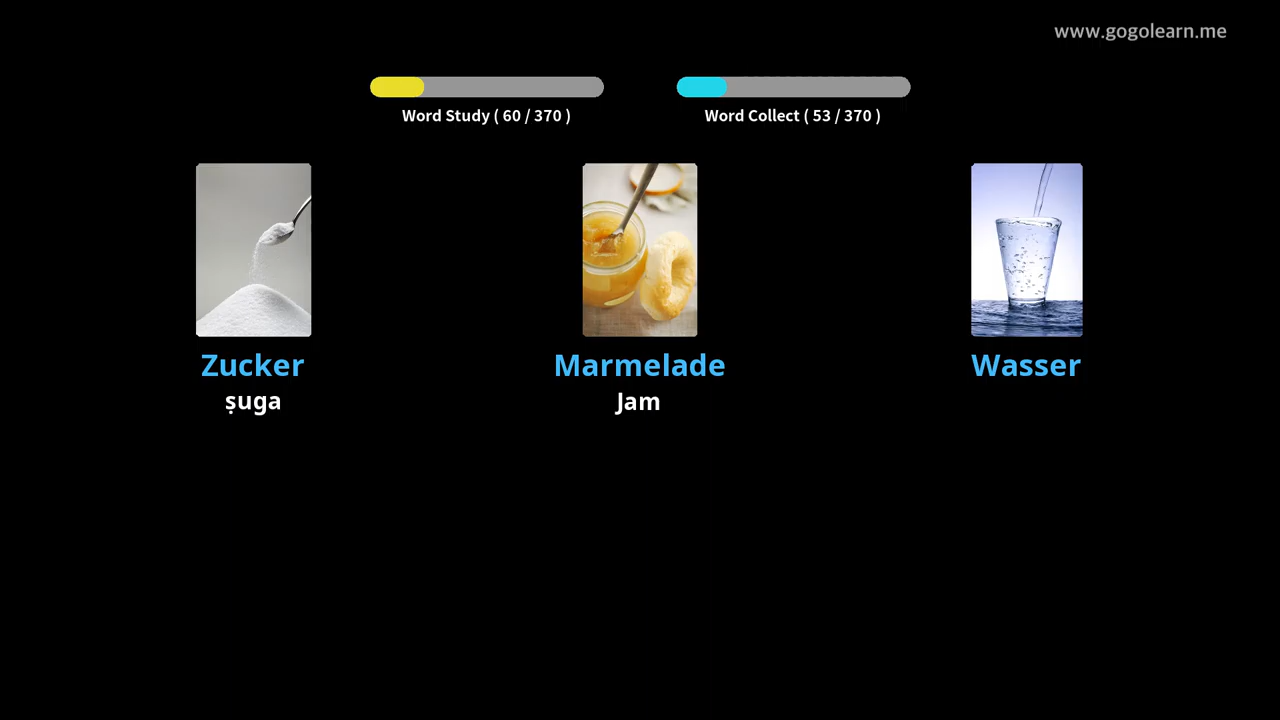 www.gogolearn.me
Word Study ( 60 / 370 )
Word Collect ( 53 / 370 )
Zucker
Marmelade
Wasser
ṣuga
Jam